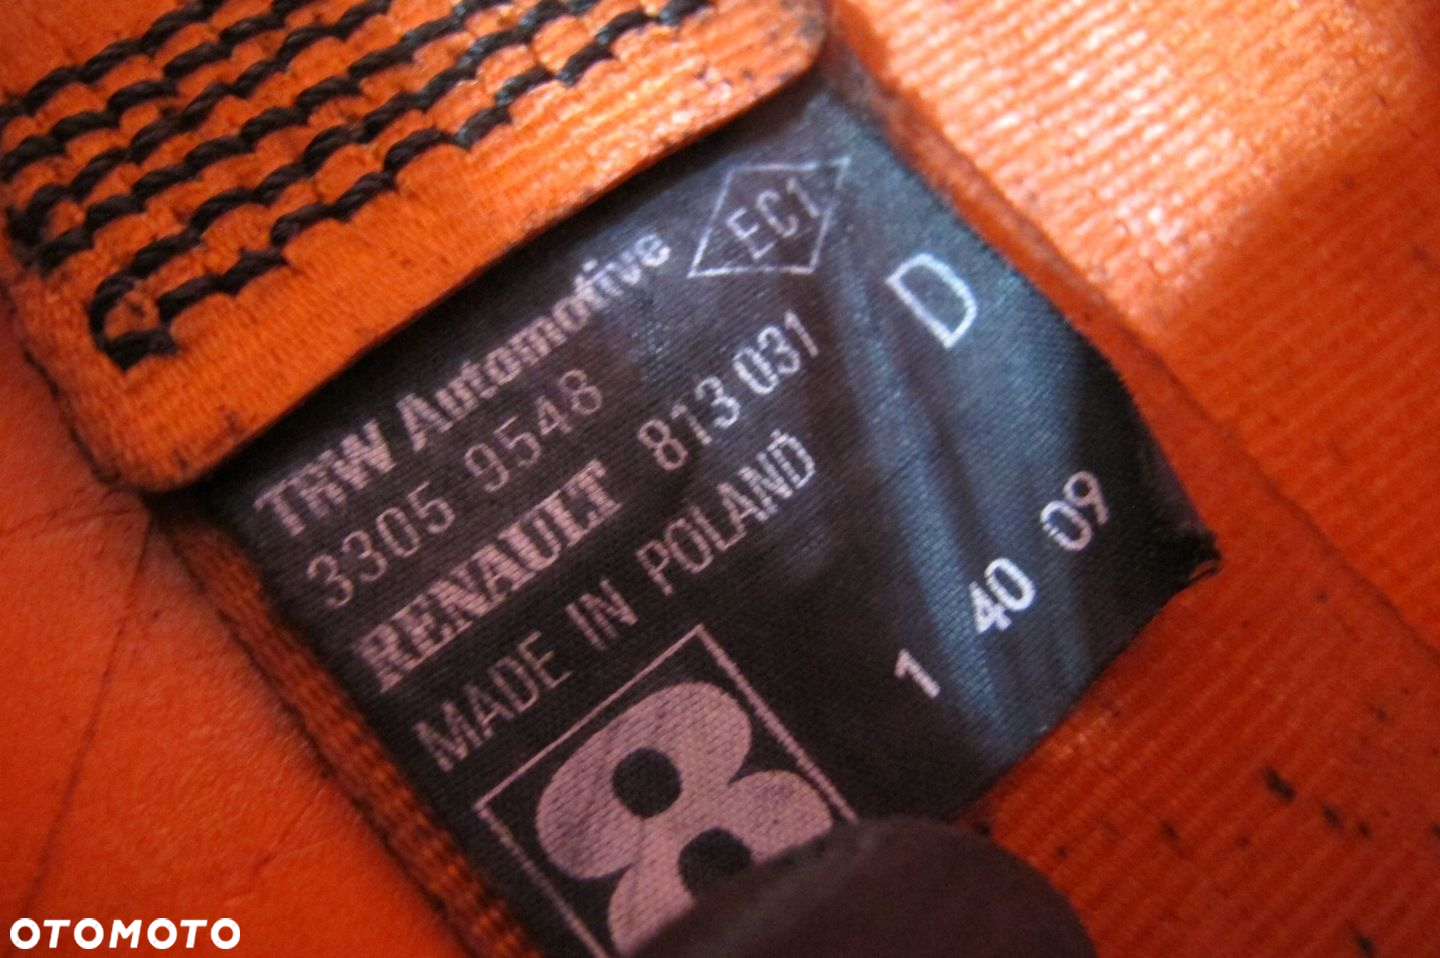 EC1
TRW Automotive
D
3305 9548
RENAULT 813 031
MADE IN POLAND
1 40 09
8
OTOMOTO